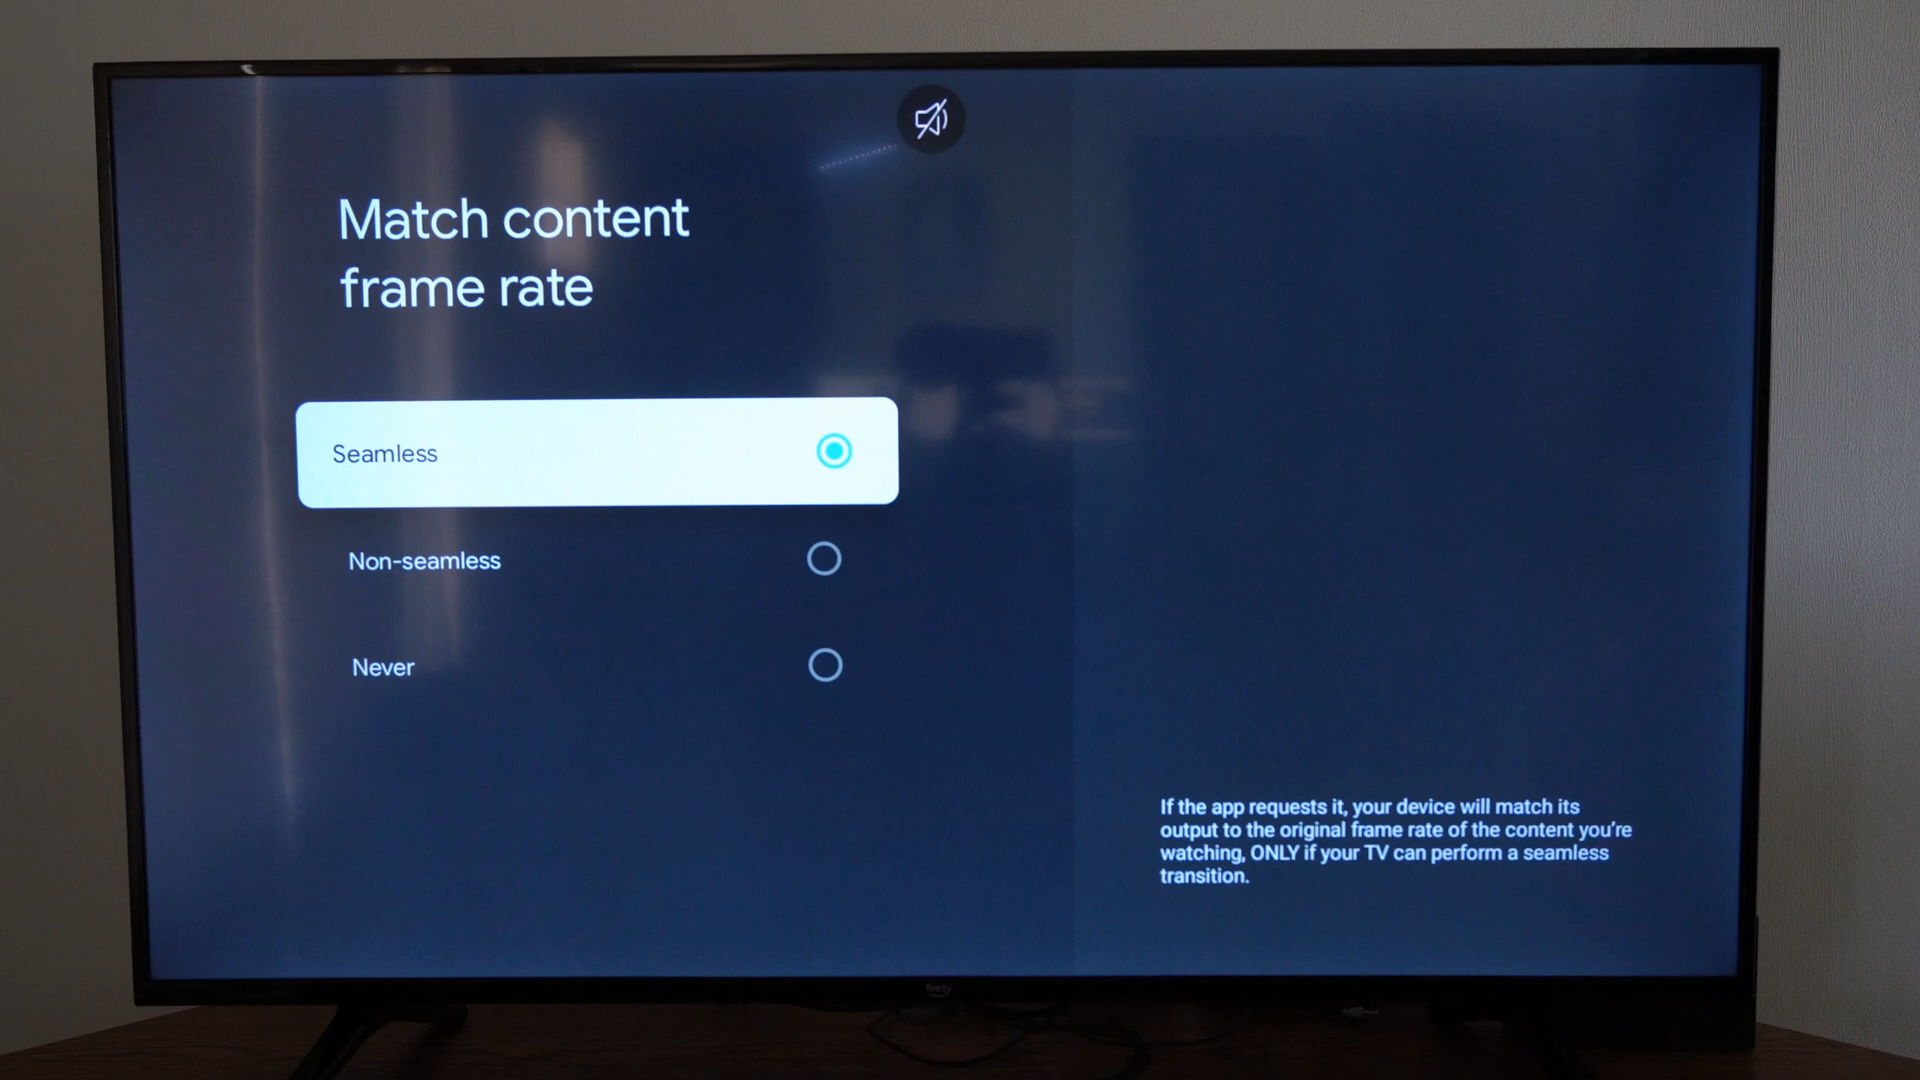 Match content
frame rate
Seamless
Non-seamless
Never
If the app requests it, your device will match its
output to the original frame rate of the content you're
watching, ONLY if your TV can perform a seamless
transition.
fire tv